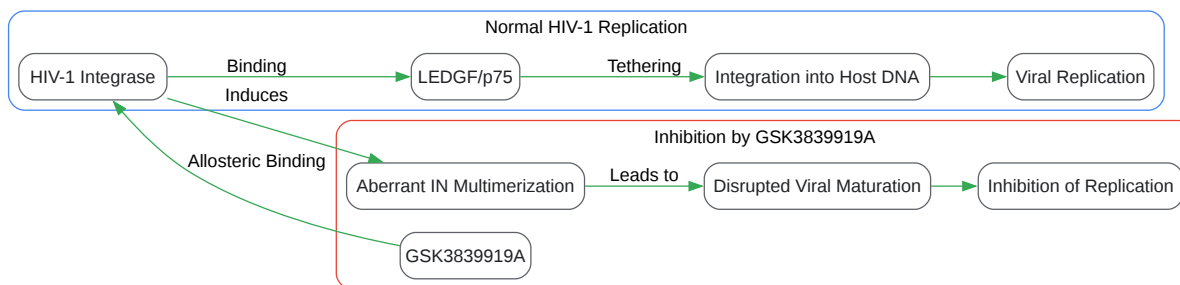 Normal HIV-1 Replication
HIV-1 Integrase
Binding
LEDGF/p75
Tethering
Integration into Host DNA
Viral Replication
Induces
Inhibition by GSK3839919A
Allosteric Binding
Aberrant IN Multimerization
Leads to
Disrupted Viral Maturation
Inhibition of Replication
GSK3839919A